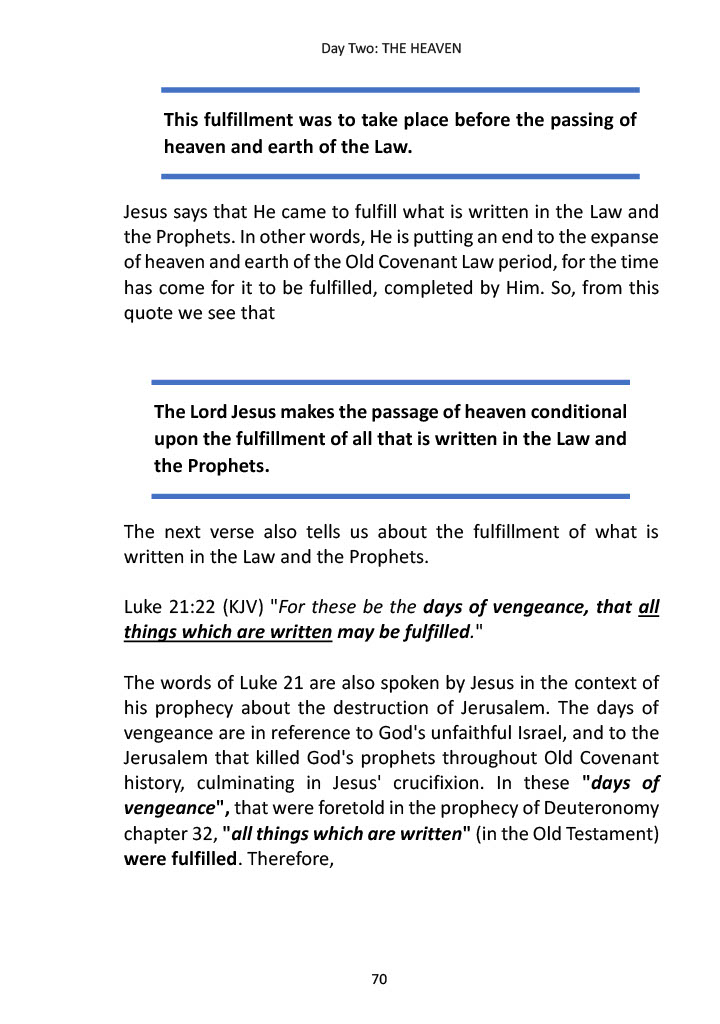 Day Two: THE HEAVEN
This fulfillment was to take place before the passing of
heaven and earth of the Law.
Jesus says that He came to fulfill what is written in the Law and
the Prophets. In other words, He is putting an end to the expanse
of heaven and earth of the Old Covenant Law period, for the time
has come for it to be fulfilled, completed by Him. So, from this
quote we see that
The Lord Jesus makes the passage of heaven conditional
upon the fulfillment of all that is written in the Law and
the Prophets.
The next verse also tells us about the fulfillment of what is
written in the Law and the Prophets.
Luke 21:22 (KJV) "For these be the days of vengeance, that all
things which are written may be fulfilled."
The words of Luke 21 are also spoken by Jesus in the context of
his prophecy about the destruction of Jerusalem. The days of
vengeance are in reference to God's unfaithful Israel, and to the
Jerusalem that killed God's prophets throughout Old Covenant
history, culminating in Jesus' crucifixion. In these "days of
vengeance", that were foretold in the prophecy of Deuteronomy
chapter 32, "all things which are written" (in the Old Testament)
were fulfilled. Therefore,
70